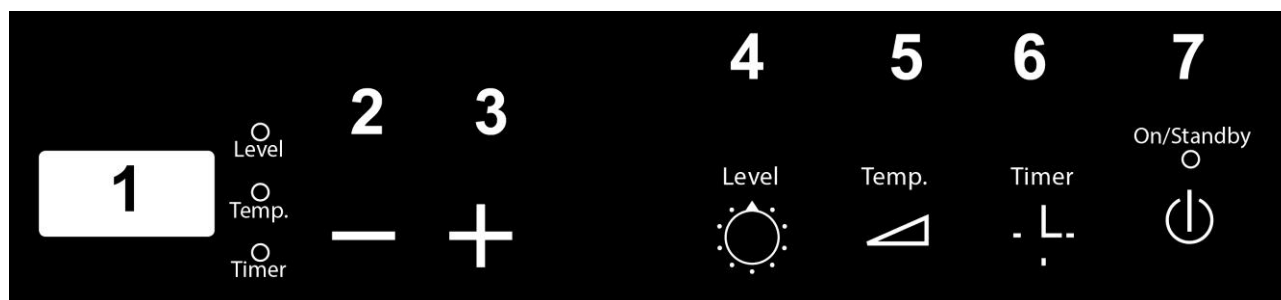 1
Level
Temp.
Timer
2
3
4
Level
5
Temp.
6
Timer
7
On/Standby